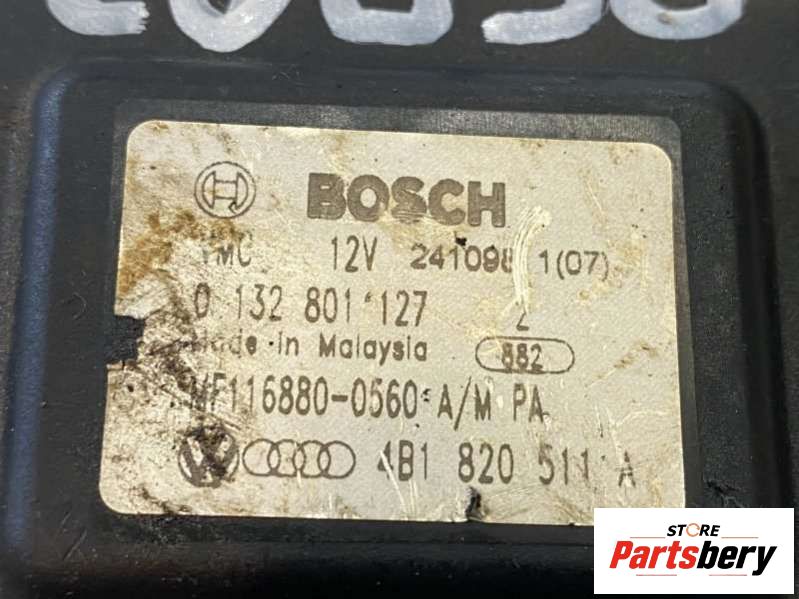 BOSCH
12V 1(07)
0 132 801 127 2
Made in Malaysia 882
MF116880-0560 A/M PA
4B1 820 511 A
STORE
Partsbery